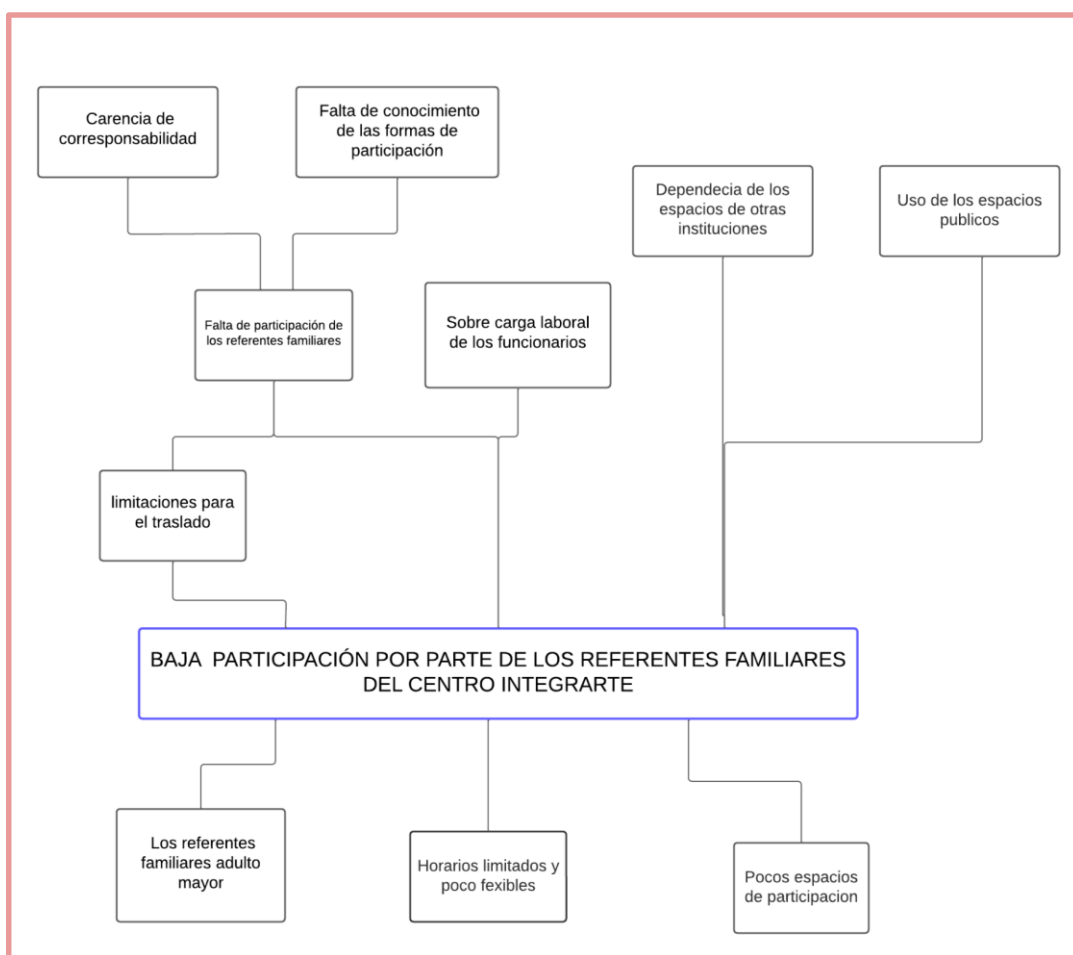 Carencia de
corresponsabilidad
Falta de conocimiento
de las formas de
participación
Dependecia de los
espacios de otras
instituciones
Uso de los espacios
publicos
Falta de participación de
los referentes familiares
Sobre carga laboral
de los funcionarios
limitaciones para
el traslado
BAJA PARTICIPACIÓN POR PARTE DE LOS REFERENTES FAMILIARES
DEL CENTRO INTEGRARTE
Los referentes
familiares adulto
mayor
Horarios limitados y
poco fexibles
Pocos espacios
de participacion